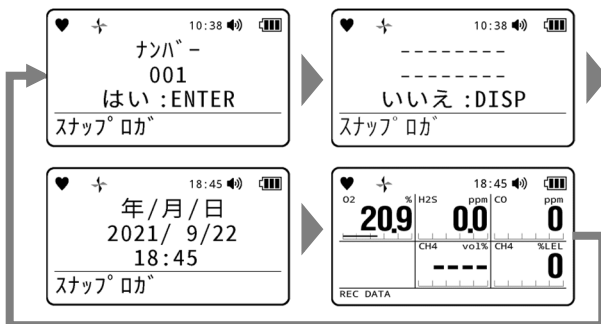 10:38
ナンバー
001
はい :ENTER
スナップロガ
10:38
--------
--------
いいえ :DISP
スナップロガ
18:45
年/月/日
2021/ 9/22
18:45
スナップロガ
18:45
O2 % H2S ppm CO ppm
20.9 0.0 0
CH4 vol% CH4 %LEL
---- 0
REC DATA